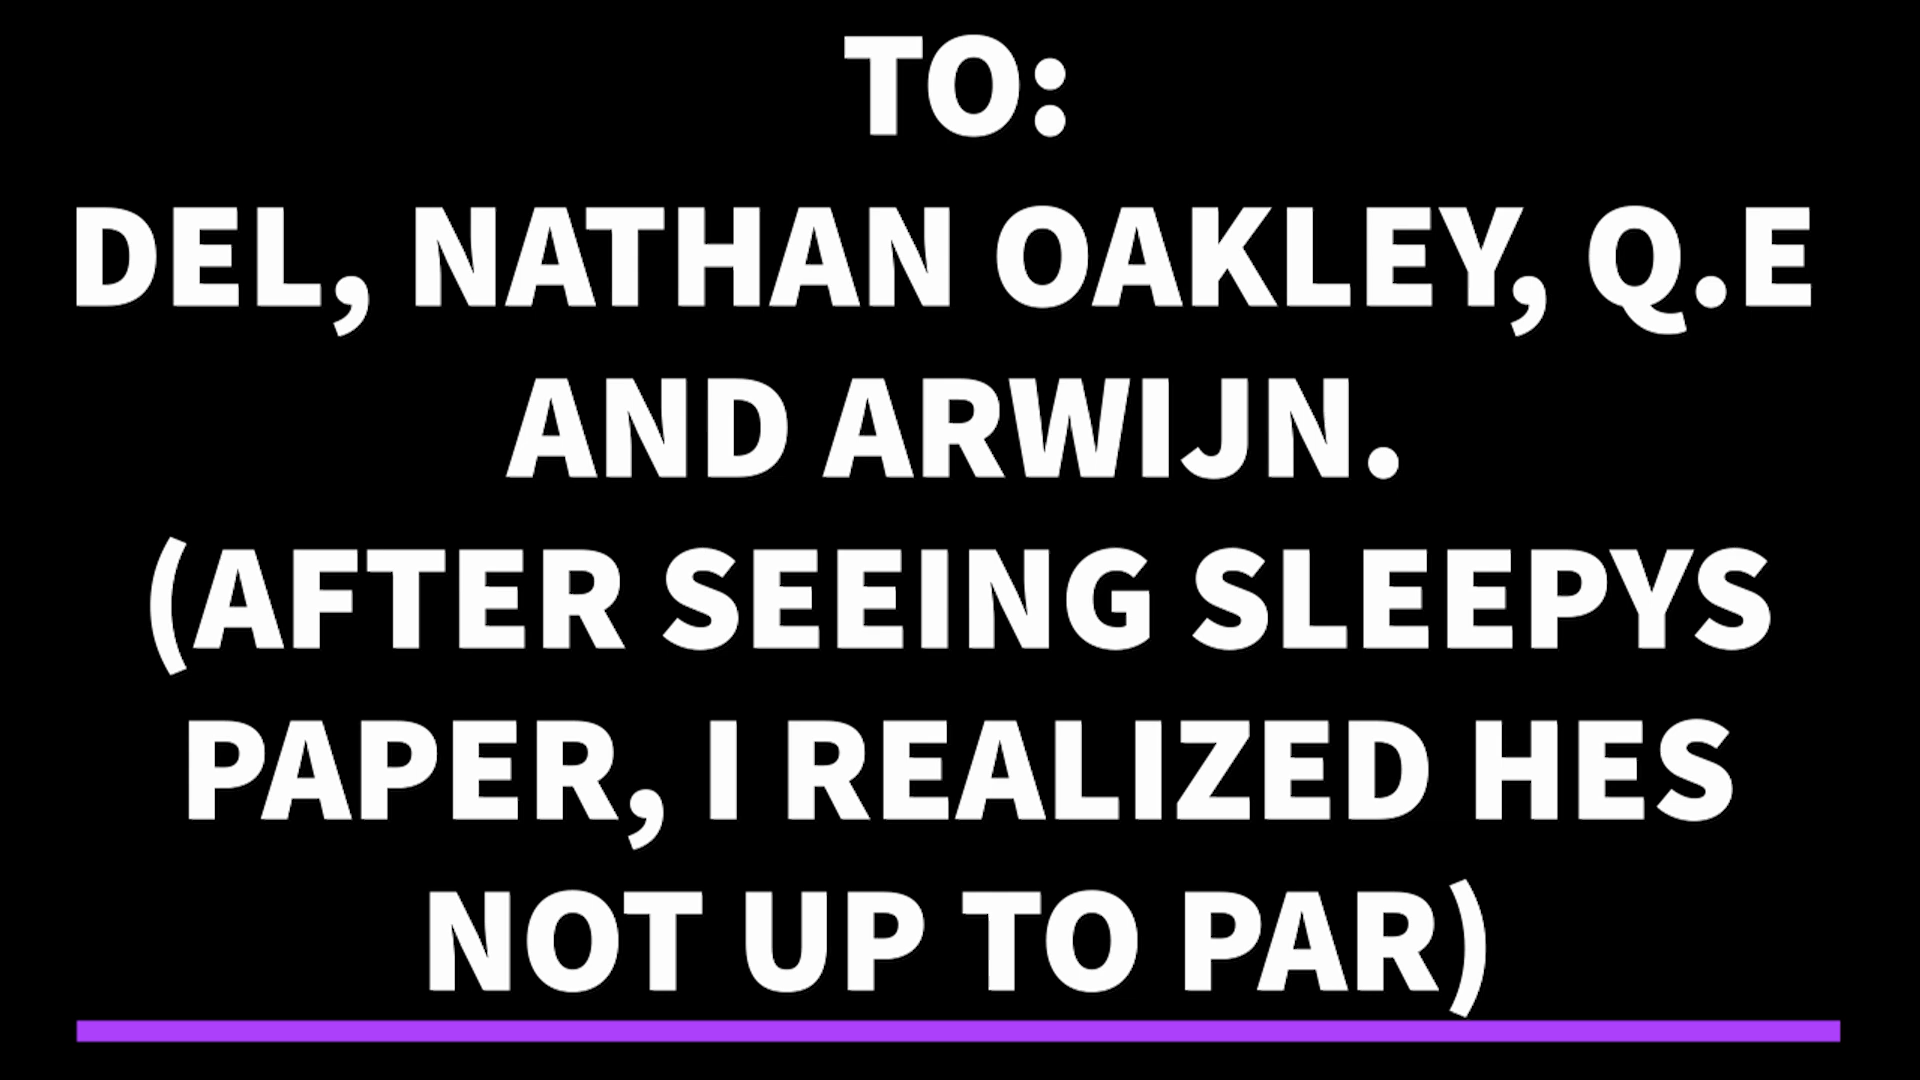 TO:
DEL, NATHAN OAKLEY, Q.E
AND ARWIJN.
(AFTER SEEING SLEEPYS
PAPER, I REALIZED HES
NOT UP TO PAR)